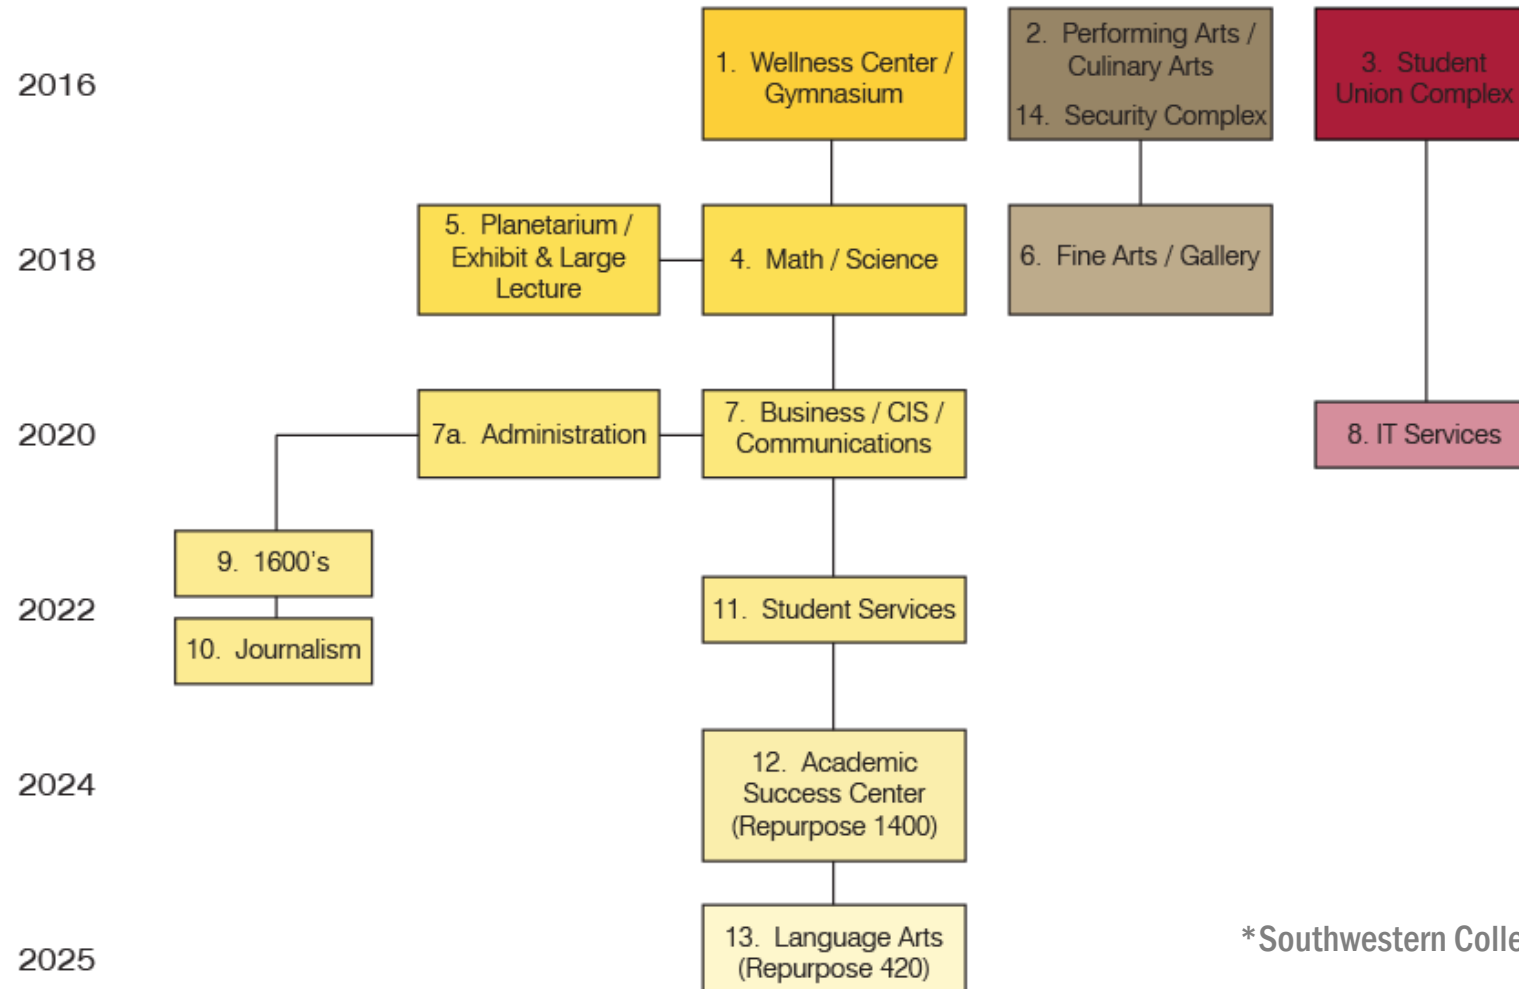 2016
1. Wellness Center /
Gymnasium
2. Performing Arts /
Culinary Arts
14. Security Complex
3. Student
Union Complex
2018
5. Planetarium /
Exhibit & Large
Lecture
4. Math / Science
6. Fine Arts / Gallery
2020
7a. Administration
7. Business / CIS /
Communications
8. IT Services
9. 1600's
2022
10. Journalism
11. Student Services
2024
12. Academic
Success Center
(Repurpose 1400)
2025
13. Language Arts
(Repurpose 420)
*Southwestern Colle